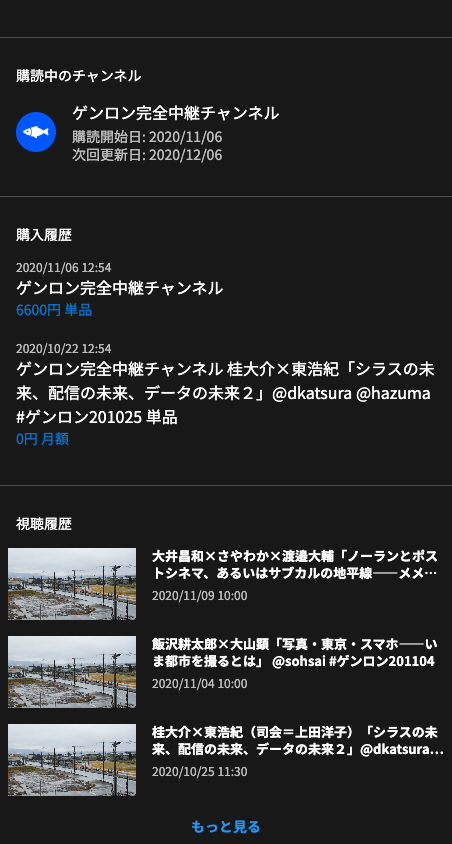 購読中のチャンネル
ゲンロン完全中継チャンネル
購読開始日: 2020/11/06
次回更新日: 2020/12/06
購入履歴
2020/11/06 12:54
ゲンロン完全中継チャンネル
6600円 単品
2020/10/22 12:54
ゲンロン完全中継チャンネル 桂大介×東浩紀「シラスの未
来、配信の未来、データの未来２」@dkatsura @hazuma
#ゲンロン201025 単品
0円 月額
視聴履歴
大井昌和×さやわか×渡邉大輔「ノーランとポス
トシネマ、あるいはサブカルの地平線――メメ…
2020/11/09 10:00
飯沢耕太郎×大山顕「写真・東京・スマホ――い
ま都市を撮るとは」 @sohsai #ゲンロン201104
2020/11/04 10:00
桂大介×東浩紀（司会＝上田洋子）「シラスの未
来、配信の未来、データの未来２」@dkatsura…
2020/10/25 11:30
もっと見る